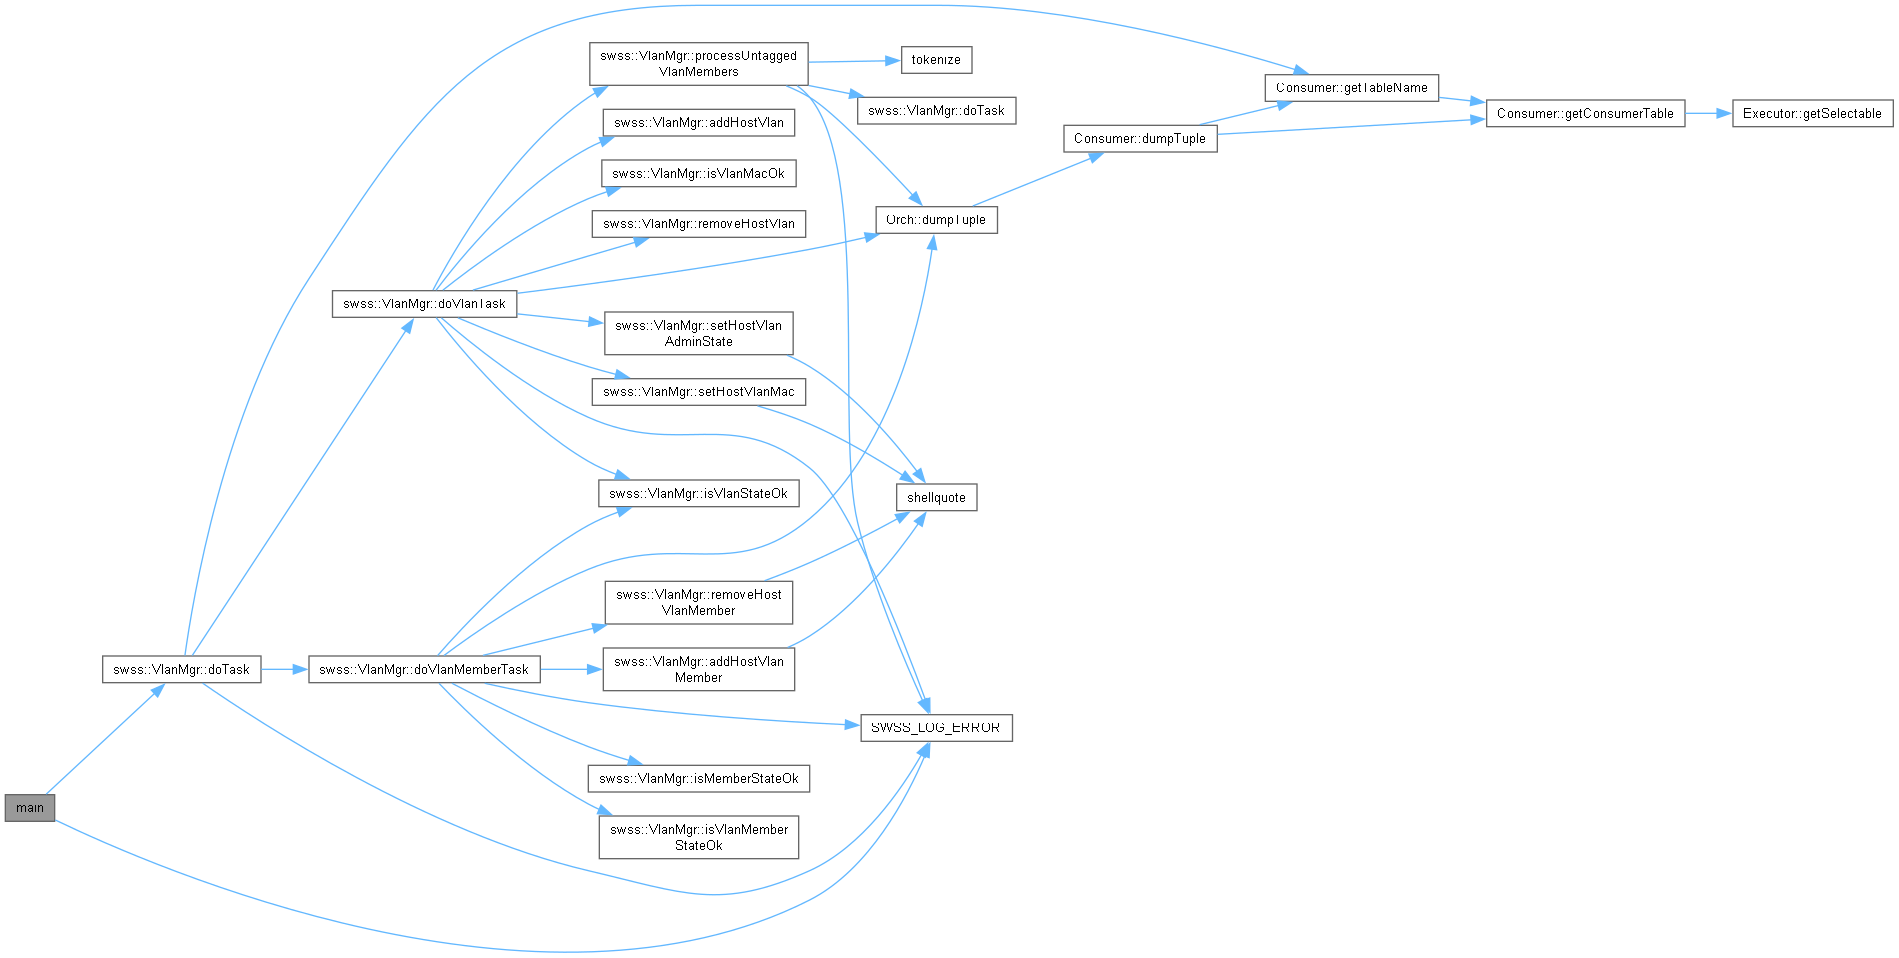 swss::VlanMgr::processUntagged
VlanMembers
tokenize
swss::VlanMgr::doTask
swss::VlanMgr::addHostVlan
swss::VlanMgr::isVlanMacOk
swss::VlanMgr::removeHostVlan
Consumer::getTableName
Consumer::getConsumerTable
Executor::getSelectable
Consumer::dumpTuple
Orch::dumpTuple
swss::VlanMgr::doVlanTask
swss::VlanMgr::setHostVlan
AdminState
swss::VlanMgr::setHostVlanMac
swss::VlanMgr::isVlanStateOk
shellquote
swss::VlanMgr::removeHost
VlanMember
swss::VlanMgr::doTask
swss::VlanMgr::doVlanMemberTask
swss::VlanMgr::addHostVlan
Member
SWSS_LOG_ERROR
swss::VlanMgr::isMemberStateOk
main
swss::VlanMgr::isVlanMember
StateOk